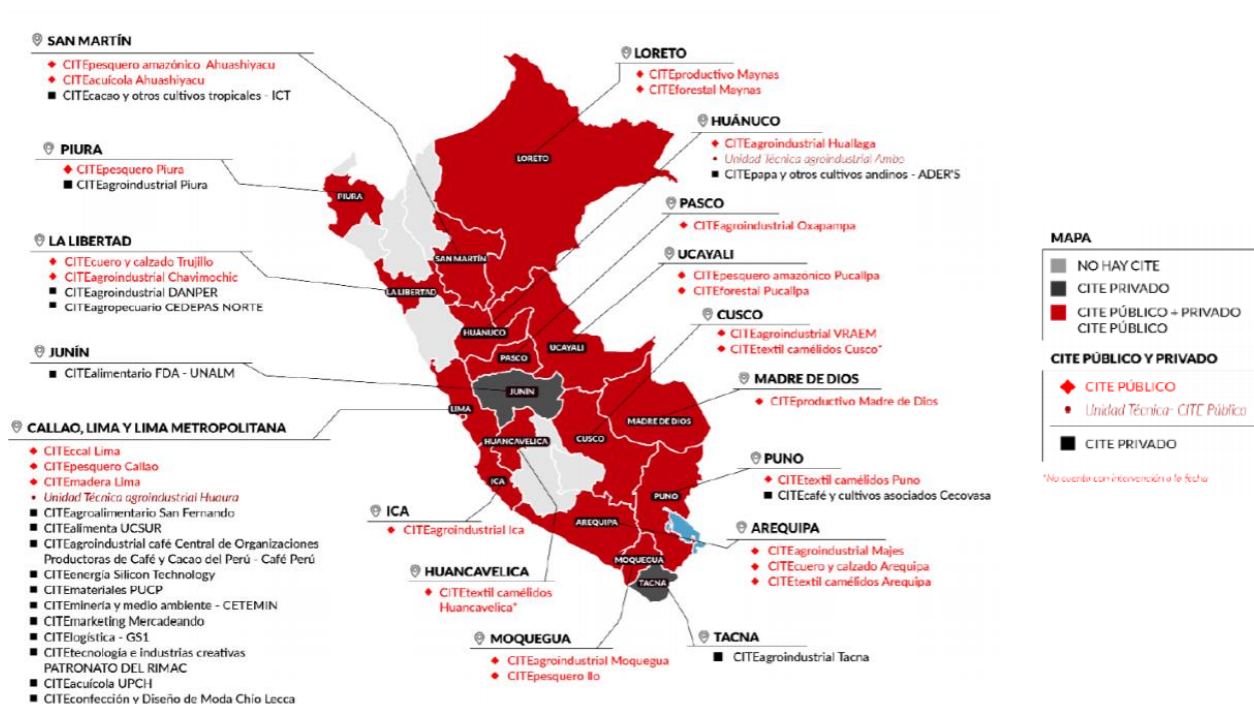 SAN MARTÍN
CITEpesquero amazónico Ahuashiyacu
CITEacuícola Ahuashiyacu
CITEcacao y otros cultivos tropicales - ICT
PIURA
CITEpesquero Piura
CITEagroindustrial Piura
LA LIBERTAD
CITEcuero y calzado Trujillo
CITEagroindustrial Chavimochic
CITEagroindustrial DANPER
CITEagropecuario CEDEPAS NORTE
JUNÍN
CITEalimentario FDA - UNALM
CALLAO, LIMA Y LIMA METROPOLITANA
CITEccal Lima
CITEpesquero Callao
CITEmadera Lima
Unidad Técnica agroindustrial Huaura
CITEagroalimentario San Fernando
CITEalimenta UCSUR
CITEagroindustrial café Central de Organizaciones
Productoras de Café y Cacao del Perú - Café Perú
CITEenergía Silicon Technology
CITEmateriales PUCP
CITEminería y medio ambiente - CETEMIN
CITEmarketing Mercadeando
CITElogística - GS1
CITEtecnología e industrias creativas
PATRONATO DEL RIMAC
CITEacuícola UPCH
CITEconfección y Diseño de Moda Chío Lecca
LORETO
CITEproductivo Maynas
CITEforestal Maynas
HUÁNUCO
CITEagroindustrial Huallaga
Unidad Técnica agroindustrial Ambo
CITEpapa y otros cultivos andinos - ADER'S
PASCO
CITEagroindustrial Oxapampa
UCAYALI
CITEpesquero amazónico Pucallpa
CITEforestal Pucallpa
CUSCO
CITEagroindustrial VRAEM
CITEtextil camélidos Cusco*
MADRE DE DIOS
CITEproductivo Madre de Dios
PUNO
CITEtextil camélidos Puno
CITEcafé y cultivos asociados Cecovasa
AREQUIPA
CITEagroindustrial Majes
CITEcuero y calzado Arequipa
CITEtextil camélidos Arequipa
ICA
CITEagroindustrial Ica
HUANCAVELICA
CITEtextil camélidos
Huancavelica*
MOQUEGUA
CITEagroindustrial Moquegua
CITEpesquero Ilo
TACNA
CITEagroindustrial Tacna
LORETO
PIURA
SAN MARTÍN
LA LIBERTAD
HUÁNUCO
UCAYALI
PASCO
JUNÍN
LIMA
MADRE DE DIOS
HUANCAVELICA
CUSCO
ICA
PUNO
AREQUIPA
MOQUEGUA
TACNA
MAPA
NO HAY CITE
CITE PRIVADO
CITE PÚBLICO + PRIVADO
CITE PÚBLICO
CITE PÚBLICO Y PRIVADO
CITE PÚBLICO
Unidad Técnica- CITE Público
CITE PRIVADO
*No cuenta con intervención a la fecha